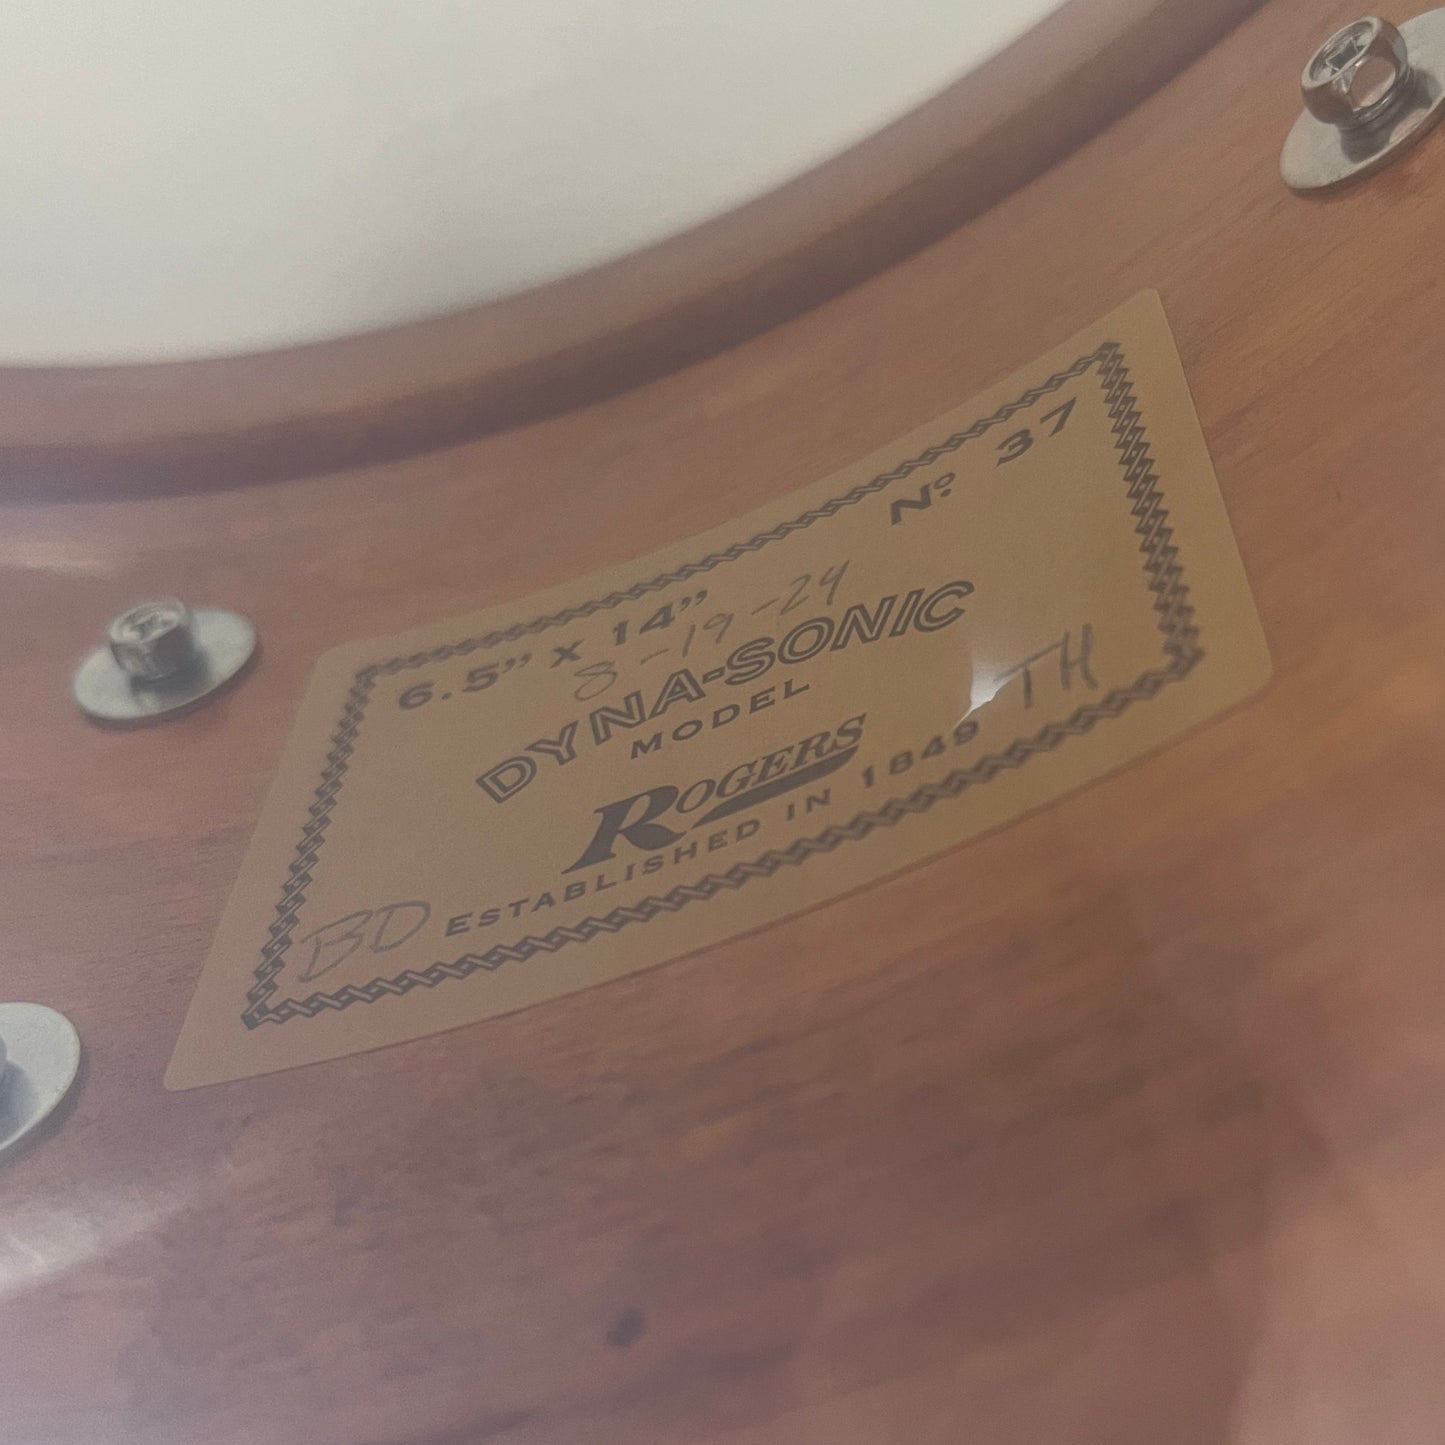 6.5” x 14” Nº 37
8-19-24
DYNA-SONIC
MODEL
ROGERS
ESTABLISHED IN 1849
BD TH